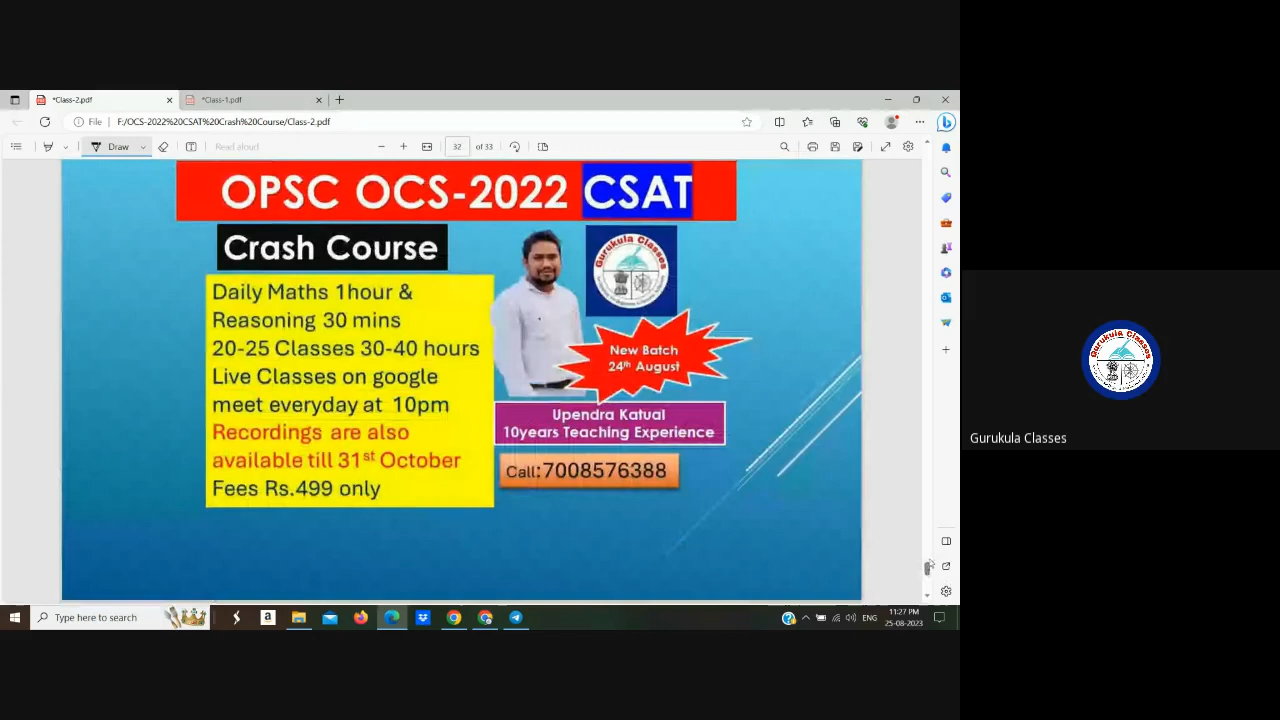 *Class-2.pdf
*Class-1.pdf
File F:/OCS-2022%20CSAT%20Crash%20Course/Class-2.pdf
Draw Read aloud 32 of 33
OPSC OCS-2022 CSAT
Crash Course
Gurukula Classes
Daily Maths 1hour &
Reasoning 30 mins
20-25 Classes 30-40 hours
Live Classes on google
meet everyday at 10pm
Recordings are also
available till 31st October
Fees Rs.499 only
New Batch
24th August
Upendra Katual
10years Teaching Experience
Call:7008576388
Gurukula Classes
Gurukula Classes
Type here to search
ENG
11:27 PM
25-08-2023